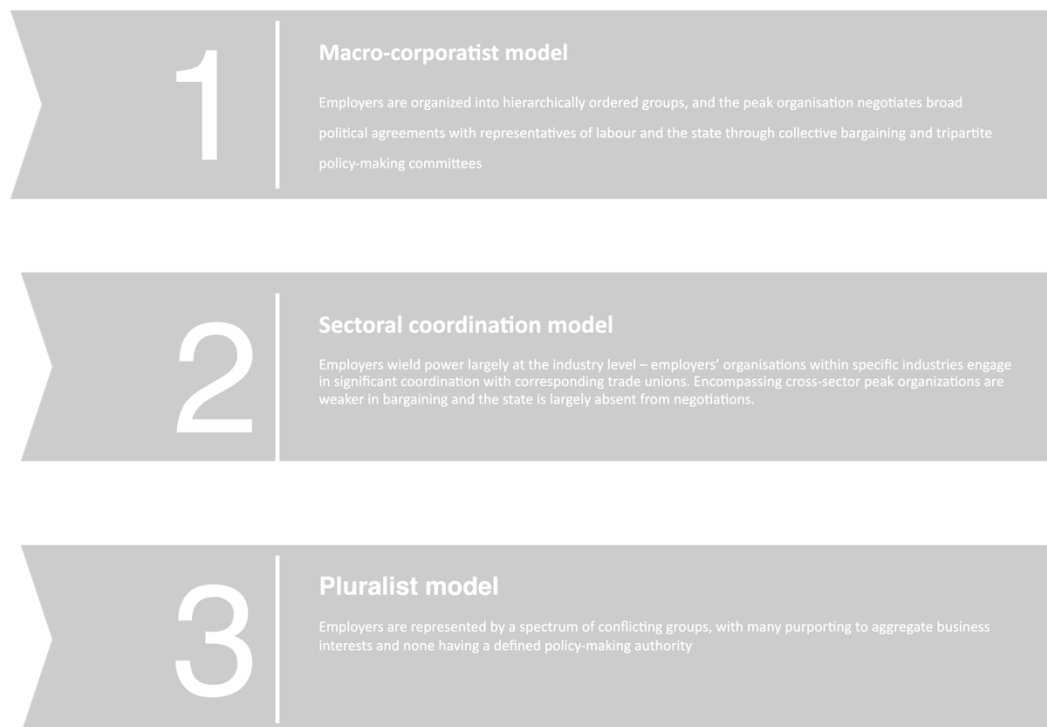 1
Macro-corporatist model
Employers are organized into hierarchically ordered groups, and the peak organisation negotiates broad
political agreements with representatives of labour and the state through collective bargaining and tripartite
policy-making committees
2
Sectoral coordination model
Employers wield power largely at the industry level – employers’ organisations within specific industries engage
in significant coordination with corresponding trade unions. Encompassing cross-sector peak organizations are
weaker in bargaining and the state is largely absent from negotiations.
3
Pluralist model
Employers are represented by a spectrum of conflicting groups, with many purporting to aggregate business
interests and none having a defined policy-making authority